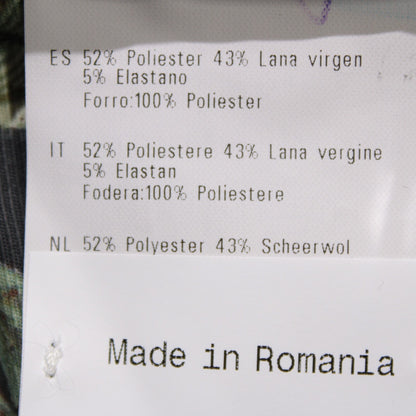 ES 52% Poliester 43% Lana virgen
5% Elastano
Forro:100% Poliester
IT 52% Poliestere 43% Lana vergine
5% Elastan
Fodera:100% Poliestere
NL 52% Polyester 43% Scheerwol
Made in Romania